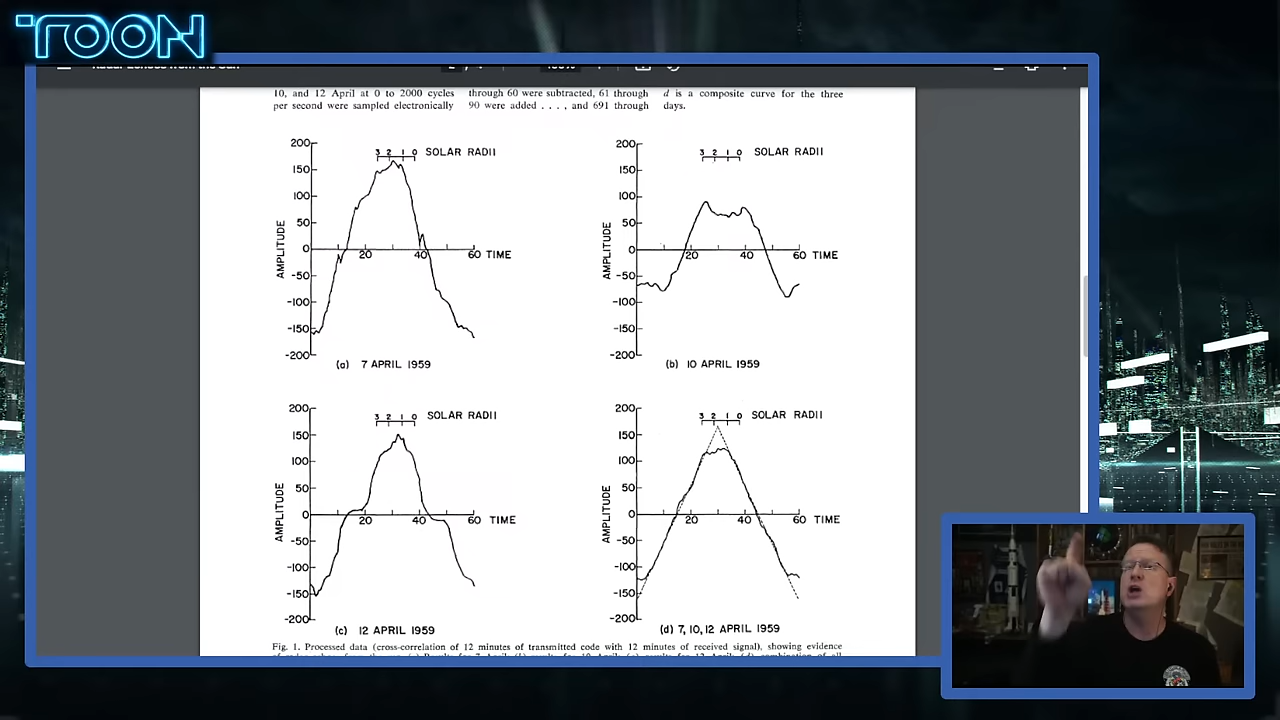 TOON
Radar Echoes from the Sun
10, and 12 April at 0 to 2000 cycles
per second were sampled electronically
through 60 were subtracted, 61 through
90 were added . . . . , and 691 through
d is a composite curve for the three
days.
200
150
100
50
0
-50
-100
-150
-200
AMPLITUDE
3 2 1 0 SOLAR RADII
20 40 60 TIME
(a) 7 APRIL 1959
200
150
100
50
0
-50
-100
-150
-200
AMPLITUDE
3 2 1 0 SOLAR RADII
20 40 60 TIME
(b) 10 APRIL 1959
200
150
100
50
0
-50
-100
-150
-200
AMPLITUDE
3 2 1 0 SOLAR RADII
20 40 60 TIME
(c) 12 APRIL 1959
200
150
100
50
0
-50
-100
-150
-200
AMPLITUDE
3 2 1 0 SOLAR RADII
20 40 60 TIME
(d) 7, 10, 12 APRIL 1959
Fig. 1. Processed data (cross-correlation of 12 minutes of transmitted code with 12 minutes of received signal), showing evidence